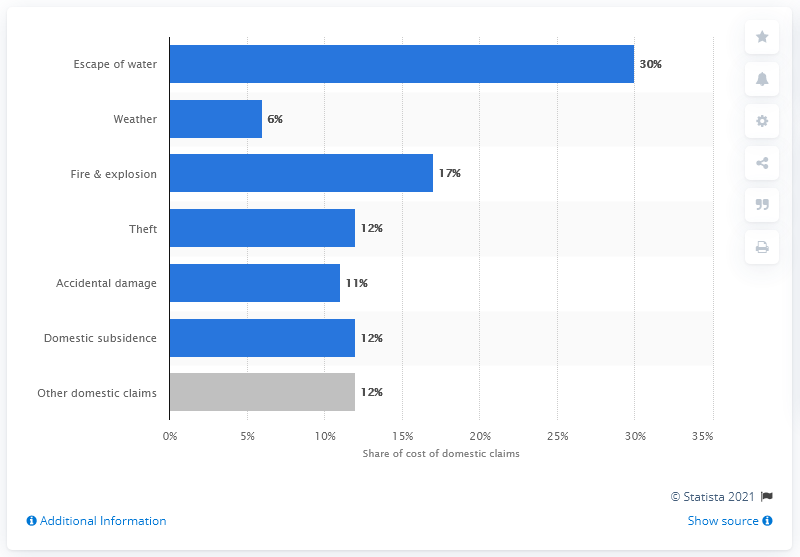 Escape of water 30%
Weather 6%
Fire & explosion 17%
Theft 12%
Accidental damage 11%
Domestic subsidence 12%
Other domestic claims 12%
0% 5% 10% 15% 20% 25% 30% 35%
Share of cost of domestic claims
© Statista 2021
Additional Information Show source